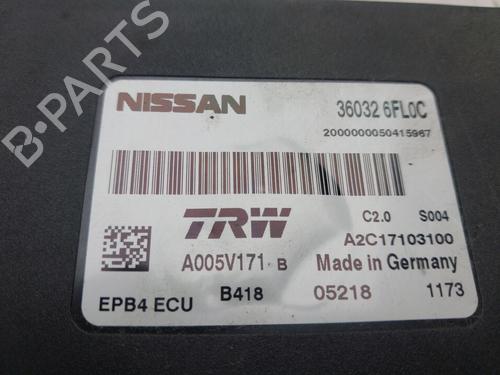 B-PARTS
NISSAN 36032 6FL0C
2000000050415967
TRW C2.0 S004
A2C17103100
A005V171 B Made in Germany
EPB4 ECU B418 05218 1173